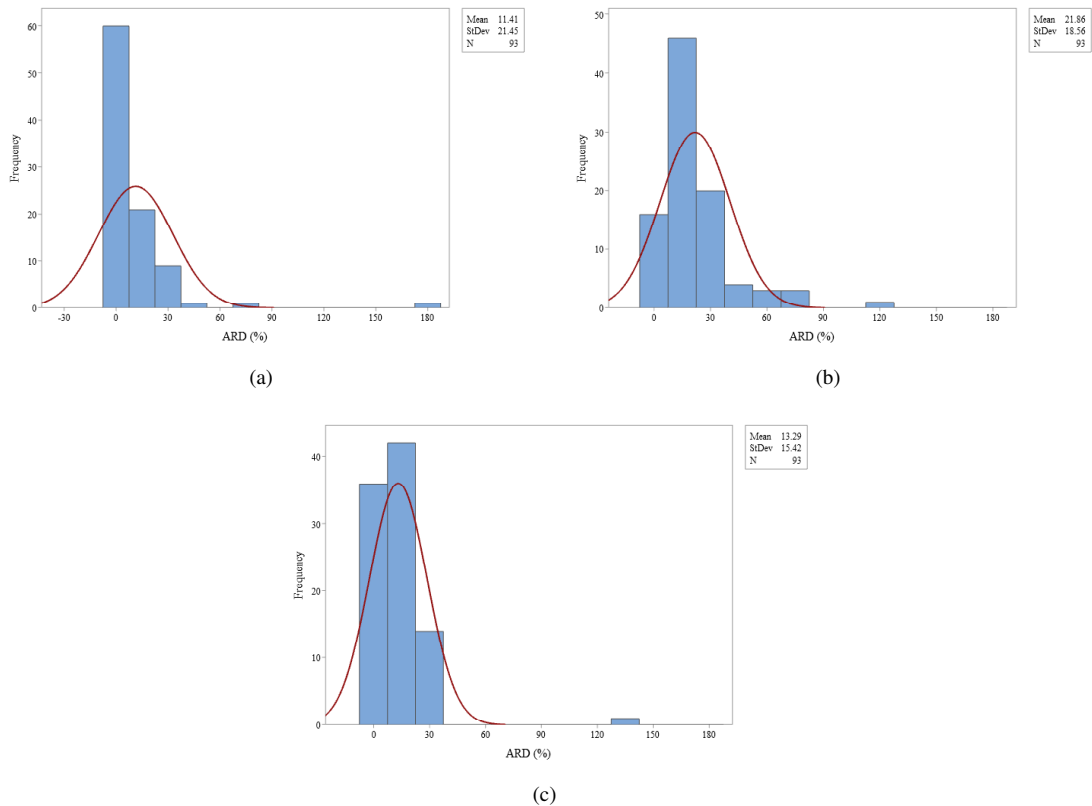 Mean 11.41
StDev 21.45
N 93
60
50
40
30
20
10
0
Frequency
-30 0 30 60 90 120 150 180
ARD (%)
(a)
Mean 21.86
StDev 18.56
N 93
50
40
30
20
10
0
Frequency
0 30 60 90 120 150 180
ARD (%)
(b)
Mean 13.29
StDev 15.42
N 93
40
30
20
10
0
Frequency
0 30 60 90 120 150 180
ARD (%)
(c)